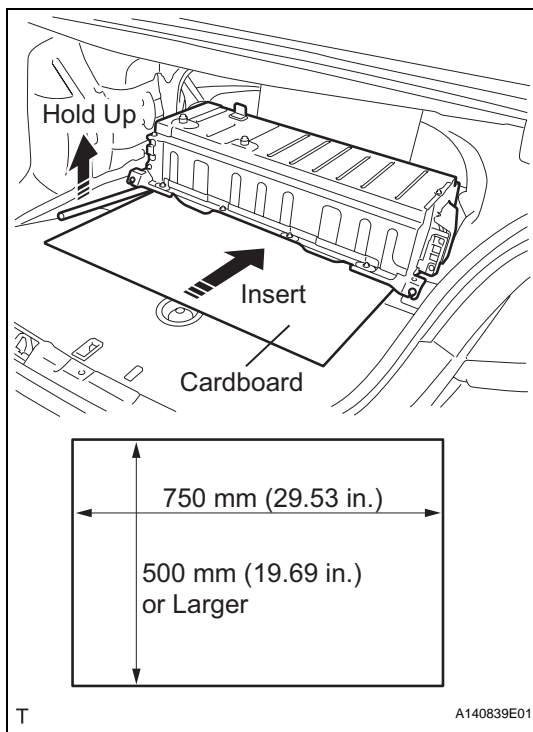 Hold Up
Insert
Cardboard
750 mm (29.53 in.)
500 mm (19.69 in.)
or Larger
T
A140839E01